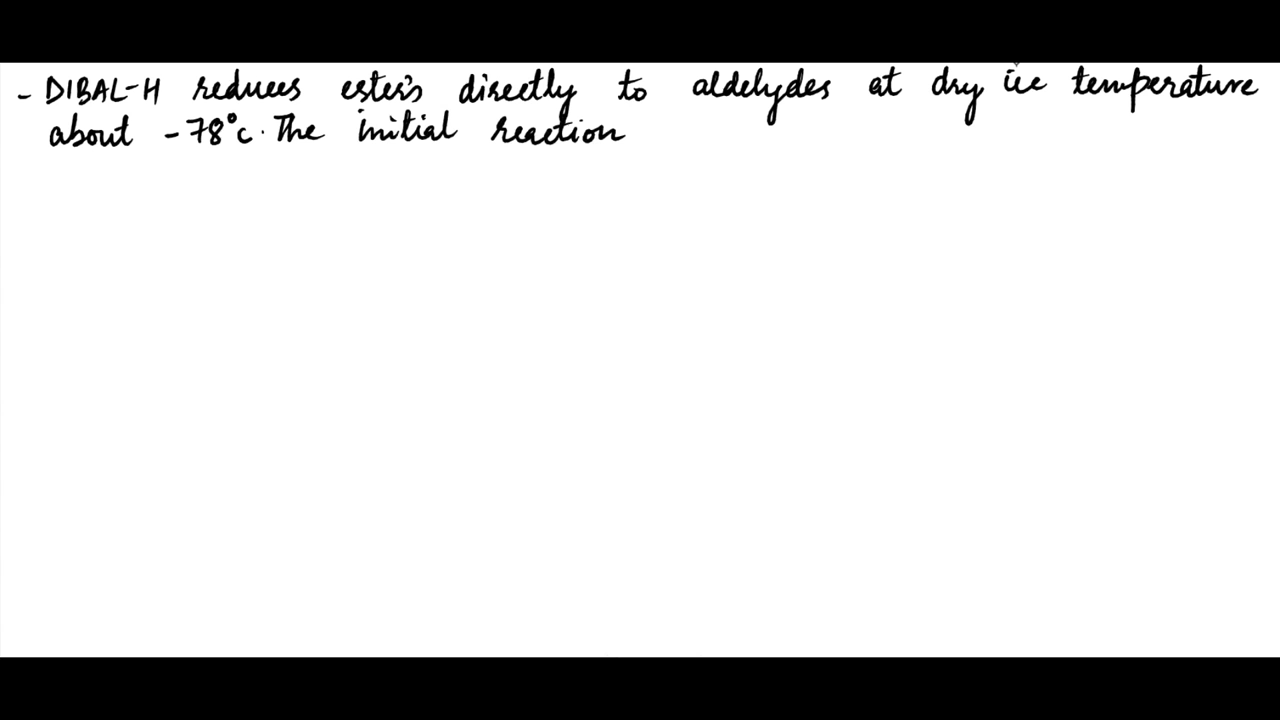 - DIBAL-H reduces esters directly to aldehydes at dry ice temperature
about -78°c. The initial reaction